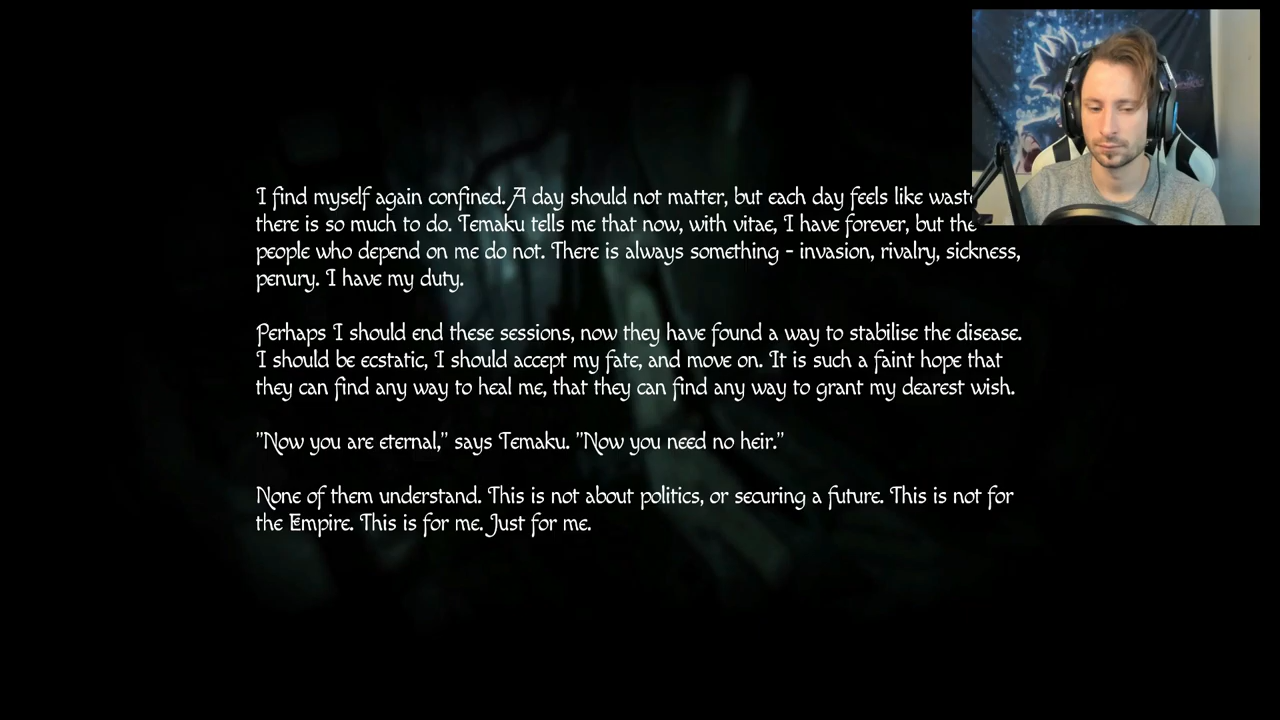 I find myself again confined. A day should not matter, but each day feels like
there is so much to do. Temaku tells me that now, with vitae, I have forever, but the
people who depend on me do not. There is always something - invasion, rivalry, sickness,
penury. I have my duty.
Perhaps I should end these sessions, now they have found a way to stabilise the disease.
I should be ecstatic, I should accept my fate, and move on. It is such a faint hope that
they can find any way to heal me, that they can find any way to grant my dearest wish.
"Now you are eternal," says Temaku. "Now you need no heir."
None of them understand. This is not about politics, or securing a future. This is not for
the Empire. This is for me. Just for me.